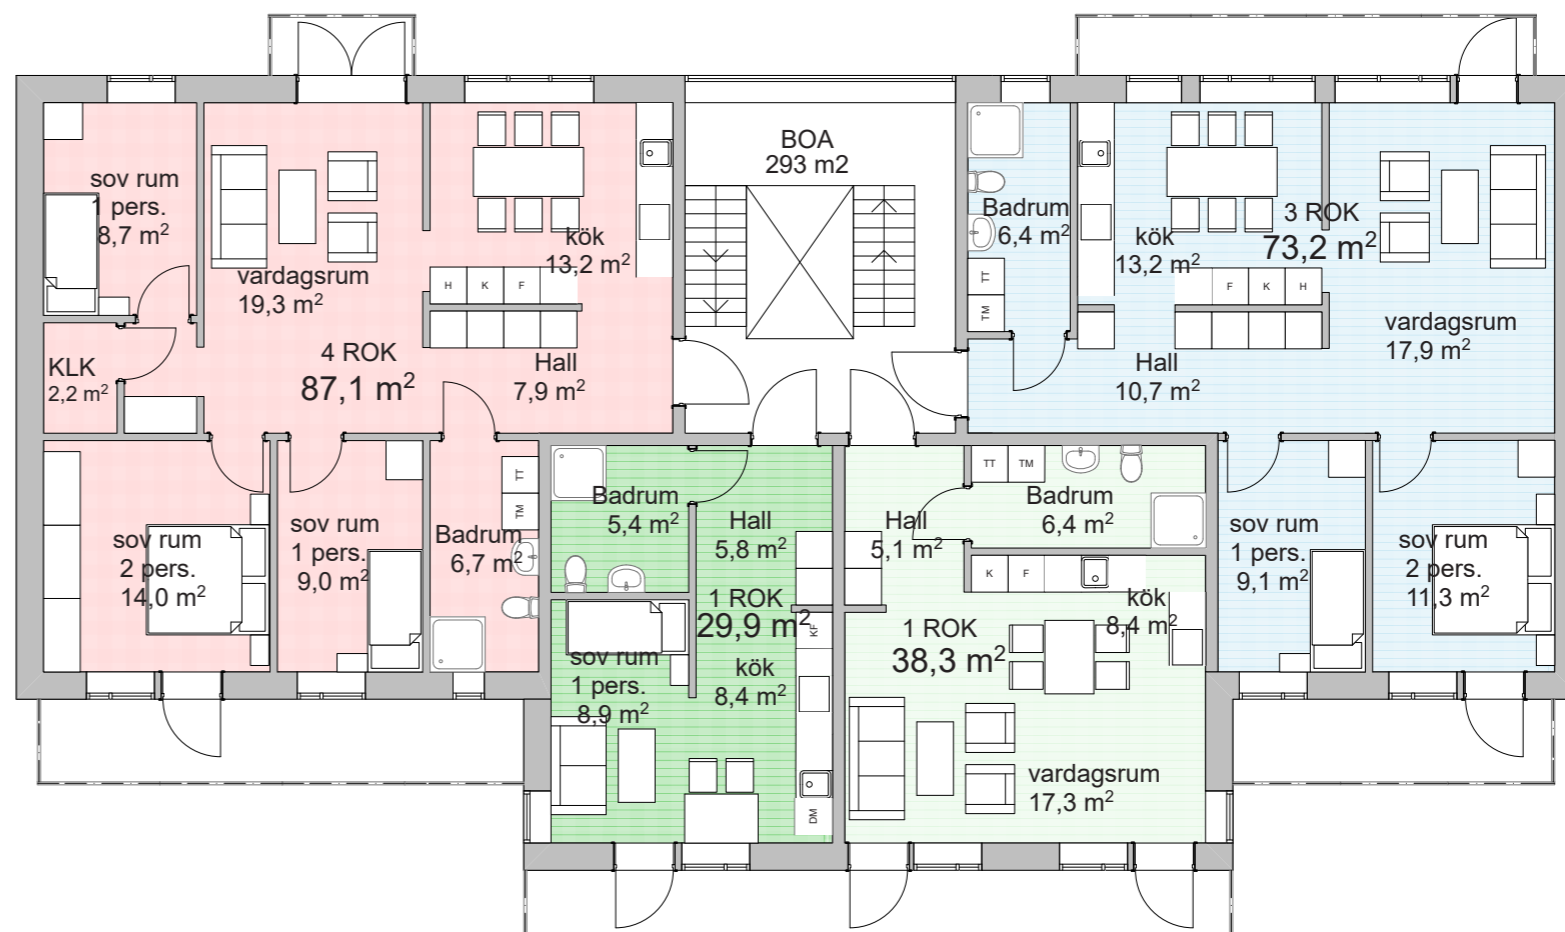 sov rum
1 pers.
8,7 m²
vardagsrum
19,3 m²
kök
13,2 m²
H
K
F
KLK
2,2 m²
4 ROK
87,1 m²
Hall
7,9 m²
sov rum
2 pers.
14,0 m²
sov rum
1 pers.
9,0 m²
TT
TM
Badrum
6,7 m²
BOA
293 m2
Badrum
6,4 m²
TT
TM
kök
13,2 m²
3 ROK
73,2 m²
F
K
H
vardagsrum
17,9 m²
Hall
10,7 m²
sov rum
1 pers.
9,1 m²
sov rum
2 pers.
11,3 m²
Badrum
5,4 m²
Hall
5,8 m²
1 ROK
29,9 m²
KF
sov rum
1 pers.
8,9 m²
kök
8,4 m²
DM
Hall
5,1 m²
TT
TM
Badrum
6,4 m²
K
F
kök
8,4 m²
1 ROK
38,3 m²
vardagsrum
17,3 m²